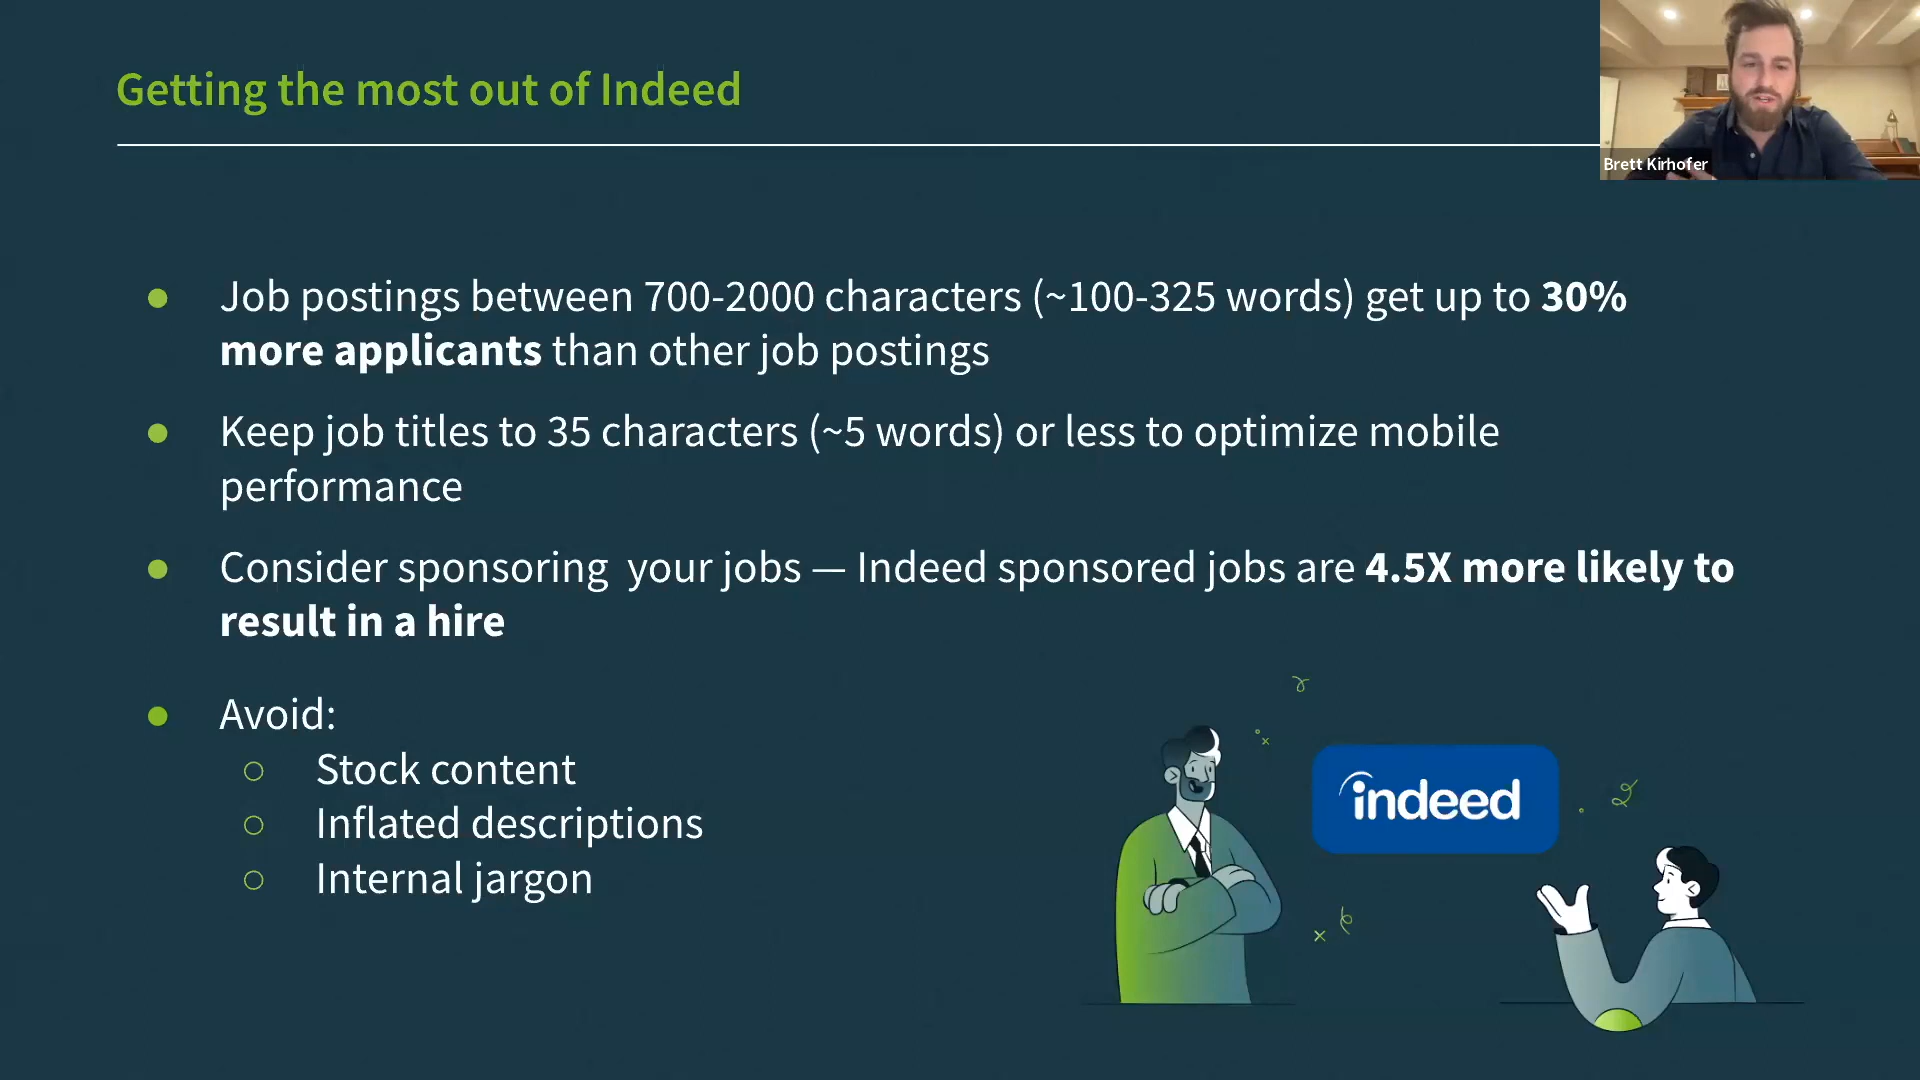 Getting the most out of Indeed
Brett Kirhofer
● Job postings between 700-2000 characters (~100-325 words) get up to 30%
more applicants than other job postings
● Keep job titles to 35 characters (~5 words) or less to optimize mobile
performance
● Consider sponsoring  your jobs — Indeed sponsored jobs are 4.5X more likely to
result in a hire
● Avoid:
○ Stock content
○ Inflated descriptions
○ Internal jargon
indeed